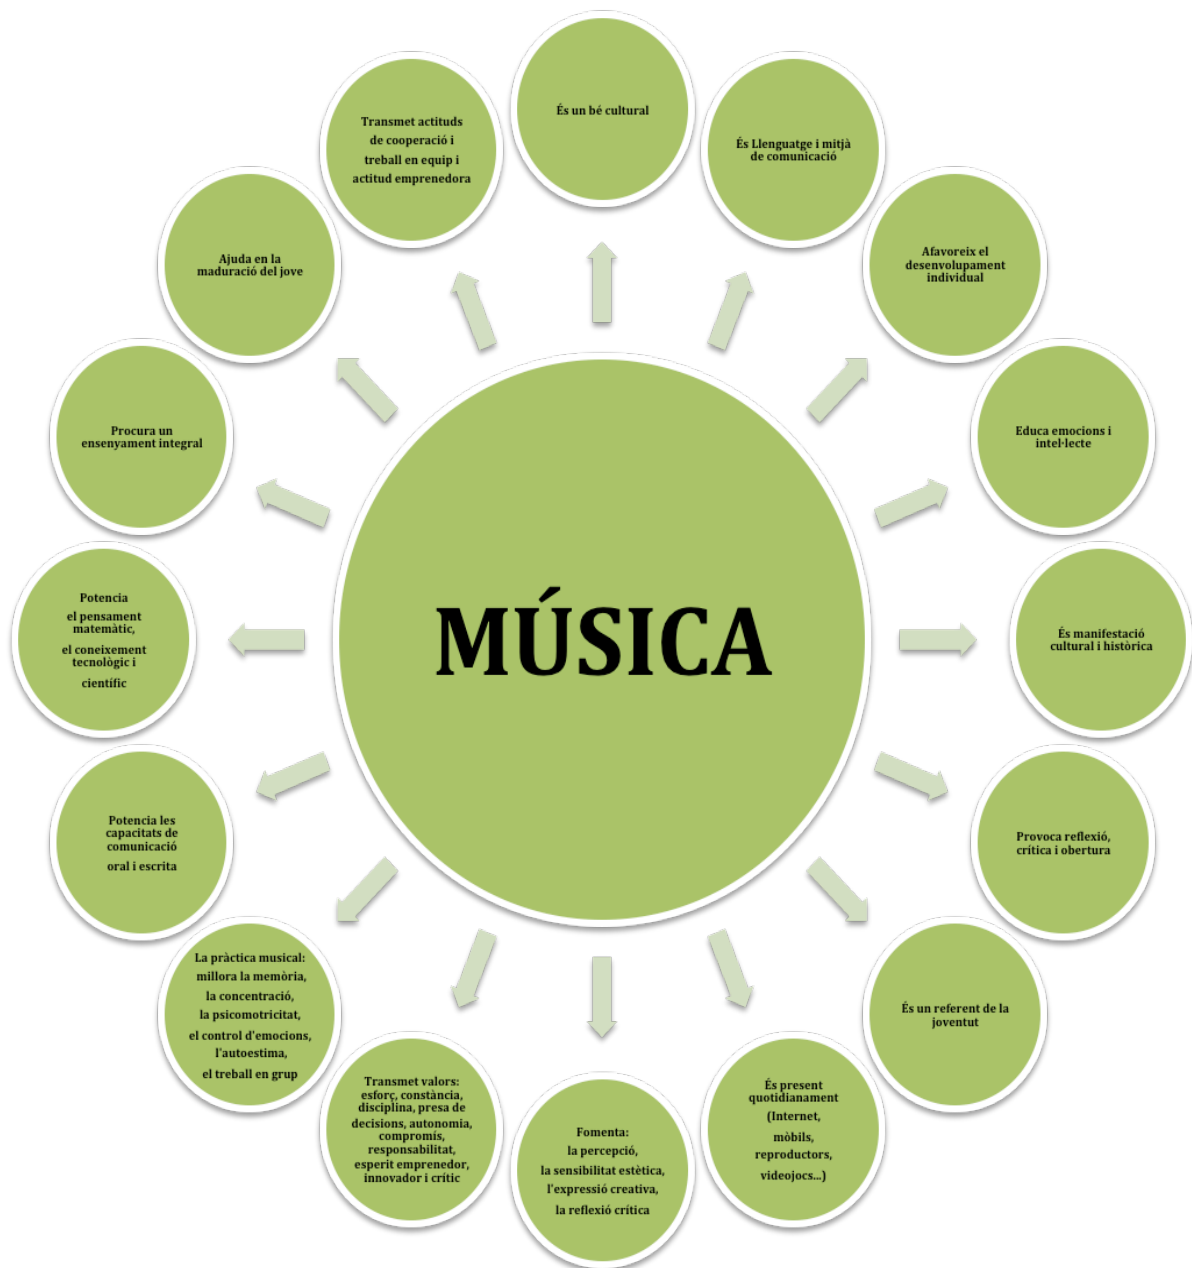 És un bé cultural
És Llenguatge i mitjà
de comunicació
Afavoreix el
desenvolupament
individual
Educa emocions i
intel·lecte
És manifestació
cultural i històrica
Provoca reflexió,
crítica i obertura
És un referent de la
joventut
És present
quotidianament
(Internet,
mòbils,
reproductors,
videojocs...)
Fomenta:
la percepció,
la sensibilitat estètica,
l'expressió creativa,
la reflexió crítica
Transmet valors:
esforç, constància,
disciplina, presa de
decisions, autonomia,
compromís,
responsabilitat,
esperit emprenedor,
innovador i crític
La pràctica musical:
millora la memòria,
la concentració,
la psicomotricitat,
el control d'emocions,
l'autoestima,
el treball en grup
Potencia les
capacitats de
comunicació
oral i escrita
Potencia
el pensament
matemàtic,
el coneixement
tecnològic i
científic
Procura un
ensenyament integral
Ajuda en la
maduració del jove
Transmet actituds
de cooperació i
treball en equip i
actitud emprenedora
MÚSICA